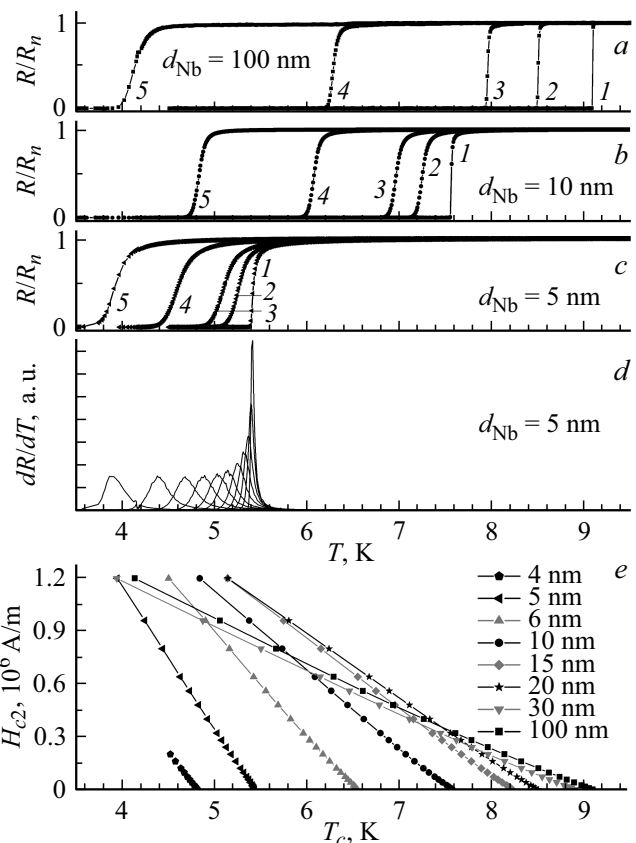 1
R/Rn
0
dNb = 100 nm
a
5
4
3
2
1
1
R/Rn
0
b
5
4
3
2
1
dNb = 10 nm
1
R/Rn
0
c
5
4
1
2
3
dNb = 5 nm
dR/dT, a. u.
d
dNb = 5 nm
4
5
6
7
8
9
T, K
1.2
0.9
0.6
0.3
0
Hc2, 10⁶ A/m
e
4 nm
5 nm
6 nm
10 nm
15 nm
20 nm
30 nm
100 nm
4
5
6
7
8
9
Tc, K